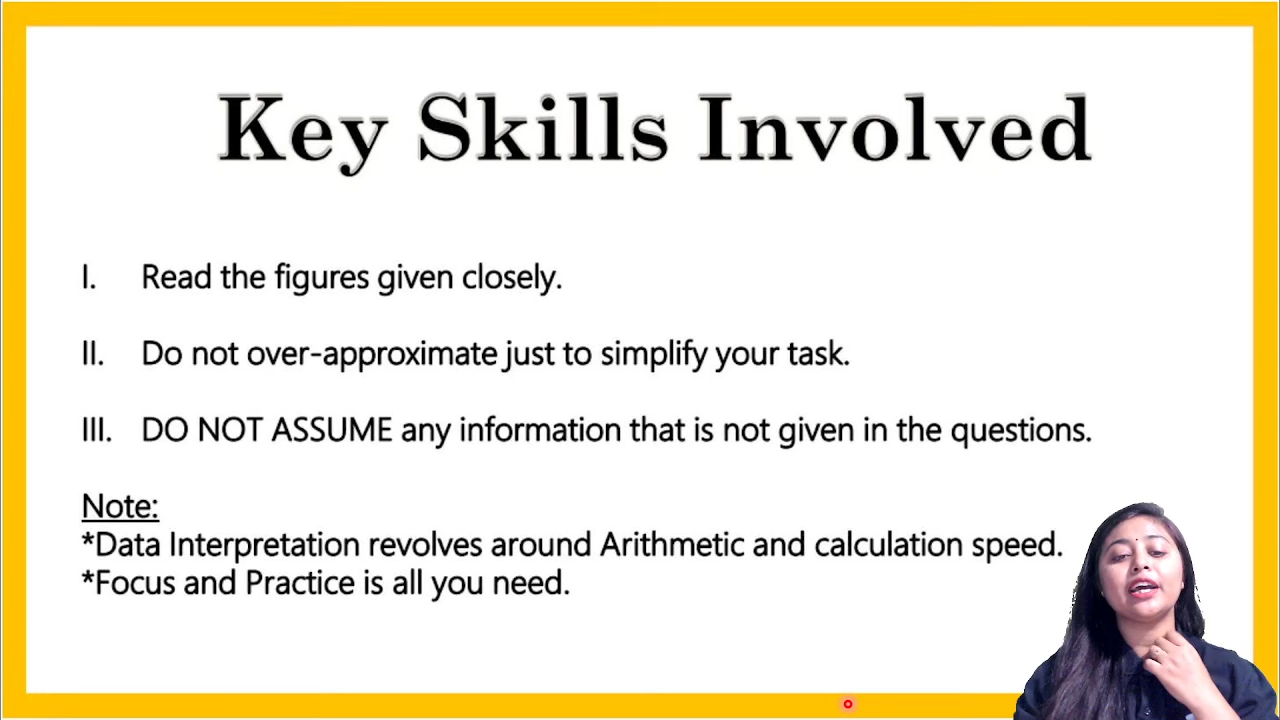 Key Skills Involved
I. Read the figures given closely.
II. Do not over-approximate just to simplify your task.
III. DO NOT ASSUME any information that is not given in the questions.
Note:
*Data Interpretation revolves around Arithmetic and calculation speed.
*Focus and Practice is all you need.